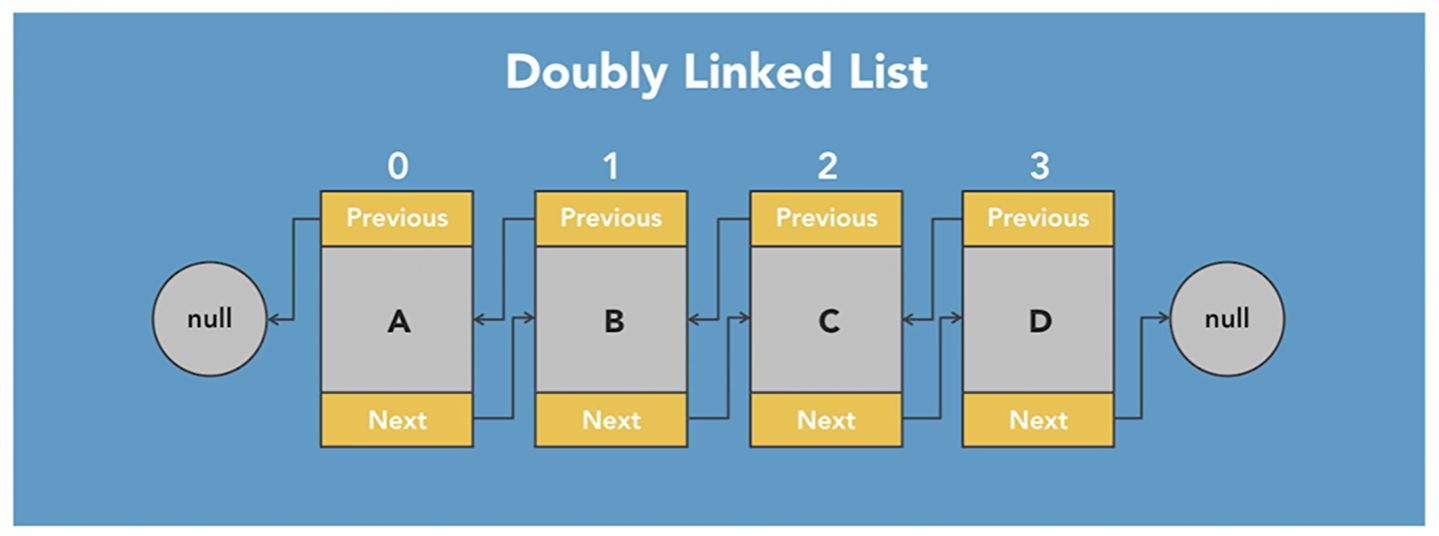 Doubly Linked List
0 1 2 3
Previous Previous Previous Previous
null A B C D null
Next Next Next Next